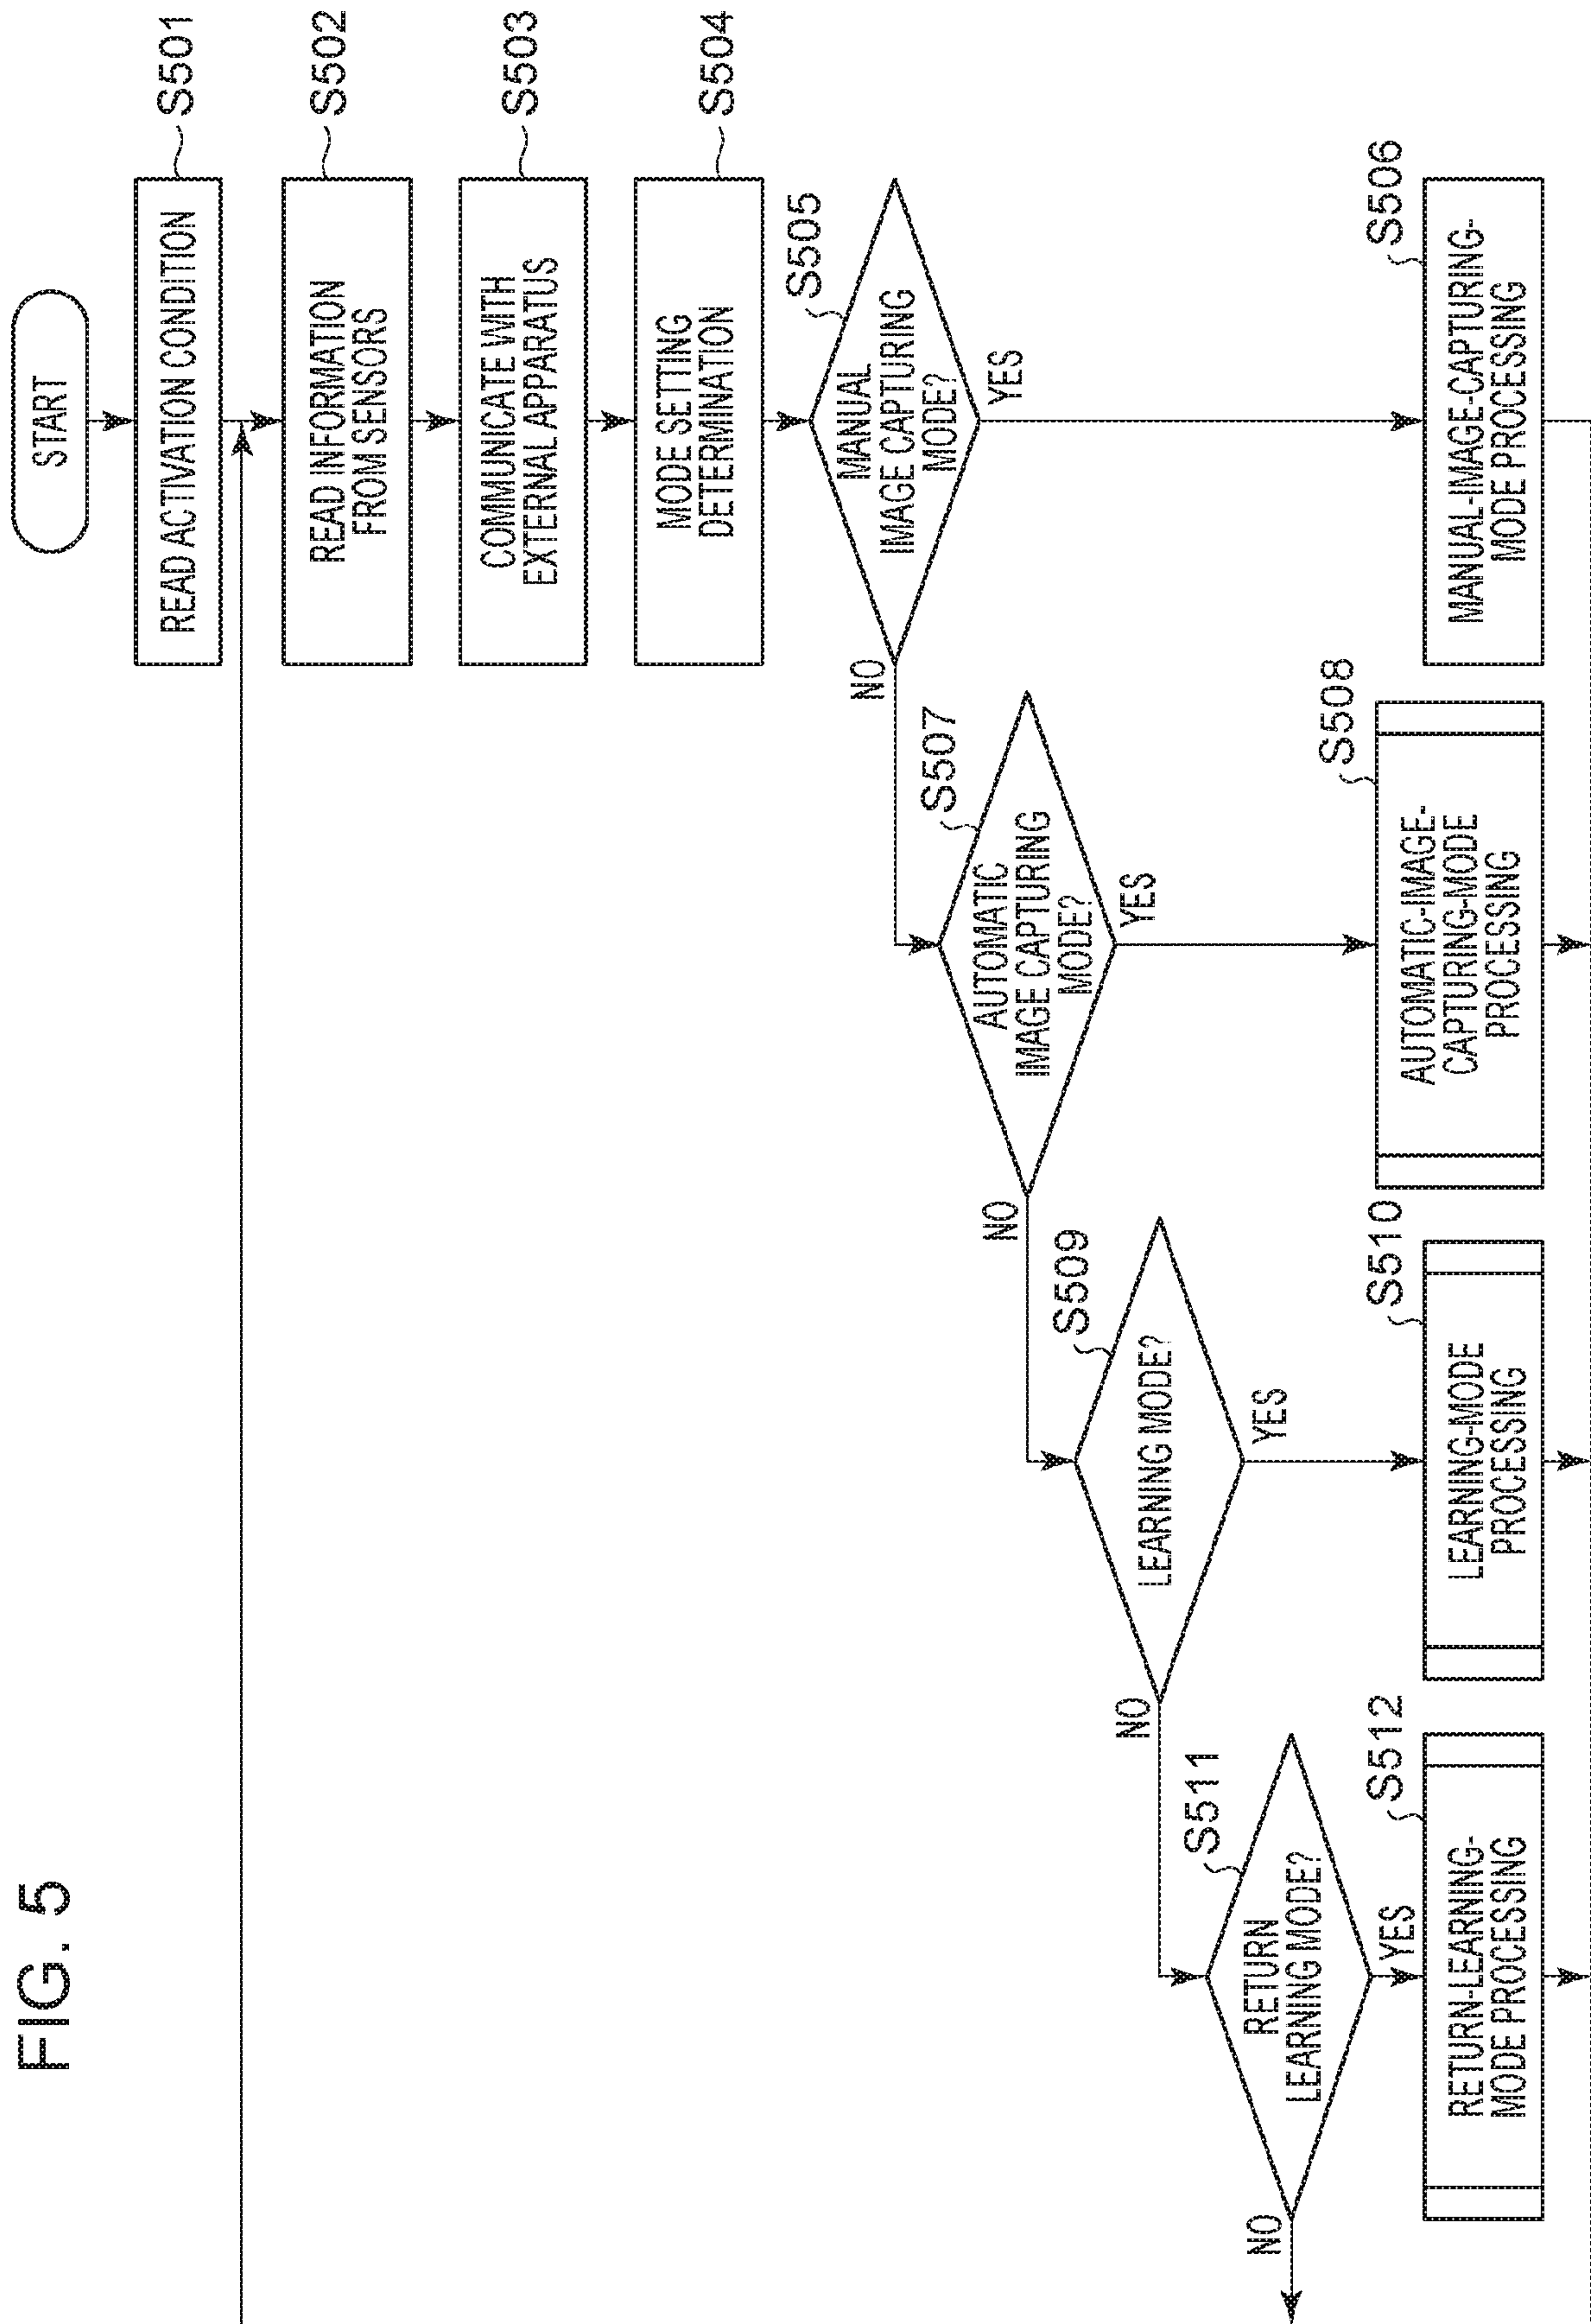 FIG. 5
START
READ ACTIVATION CONDITION
S501
READ INFORMATION
FROM SENSORS
S502
COMMUNICATE WITH
EXTERNAL APPARATUS
S503
MODE SETTING
DETERMINATION
S504
MANUAL
IMAGE CAPTURING
MODE?
S505
YES
NO
MANUAL-IMAGE-CAPTURING-
MODE PROCESSING
S506
AUTOMATIC
IMAGE CAPTURING
MODE?
S507
YES
NO
AUTOMATIC-IMAGE-
CAPTURING-MODE
PROCESSING
S508
LEARNING MODE?
S509
YES
NO
LEARNING-MODE
PROCESSING
S510
RETURN
LEARNING MODE?
S511
YES
NO
RETURN-LEARNING-
MODE PROCESSING
S512